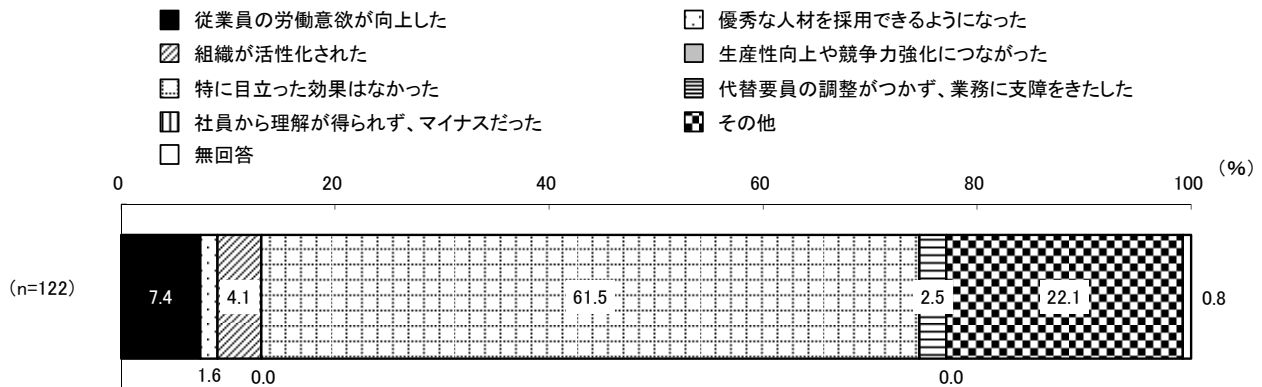 従業員の労働意欲が向上した
優秀な人材を採用できるようになった
組織が活性化された
生産性向上や競争力強化につながった
特に目立った効果はなかった
代替要員の調整がつかず、業務に支障をきたした
社員から理解が得られず、マイナスだった
その他
無回答
(%)
0 20 40 60 80 100
(n=122) 7.4 4.1 61.5 2.5 22.1 0.8
1.6 0.0 0.0